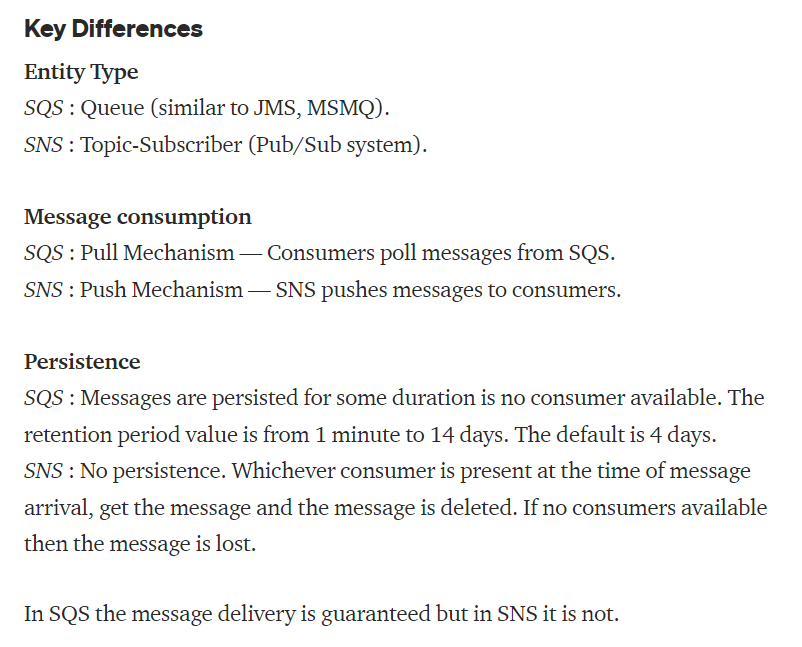 Key Differences
Entity Type
SQS : Queue (similar to JMS, MSMQ).
SNS : Topic-Subscriber (Pub/Sub system).
Message consumption
SQS : Pull Mechanism — Consumers poll messages from SQS.
SNS : Push Mechanism — SNS pushes messages to consumers.
Persistence
SQS : Messages are persisted for some duration is no consumer available. The
retention period value is from 1 minute to 14 days. The default is 4 days.
SNS : No persistence. Whichever consumer is present at the time of message
arrival, get the message and the message is deleted. If no consumers available
then the message is lost.
In SQS the message delivery is guaranteed but in SNS it is not.